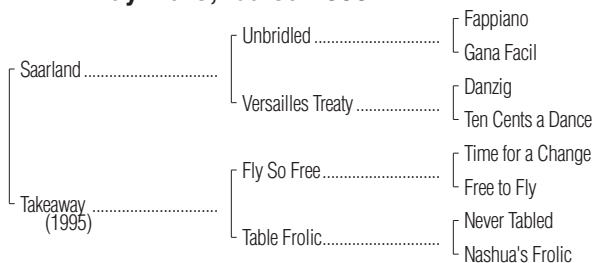 Fappiano
Unbridled
Gana Facil
Saarland
Danzig
Versailles Treaty
Ten Cents a Dance
Time for a Change
Fly So Free
Free to Fly
Takeaway
(1995)
Never Tabled
Table Frolic
Nashua's Frolic